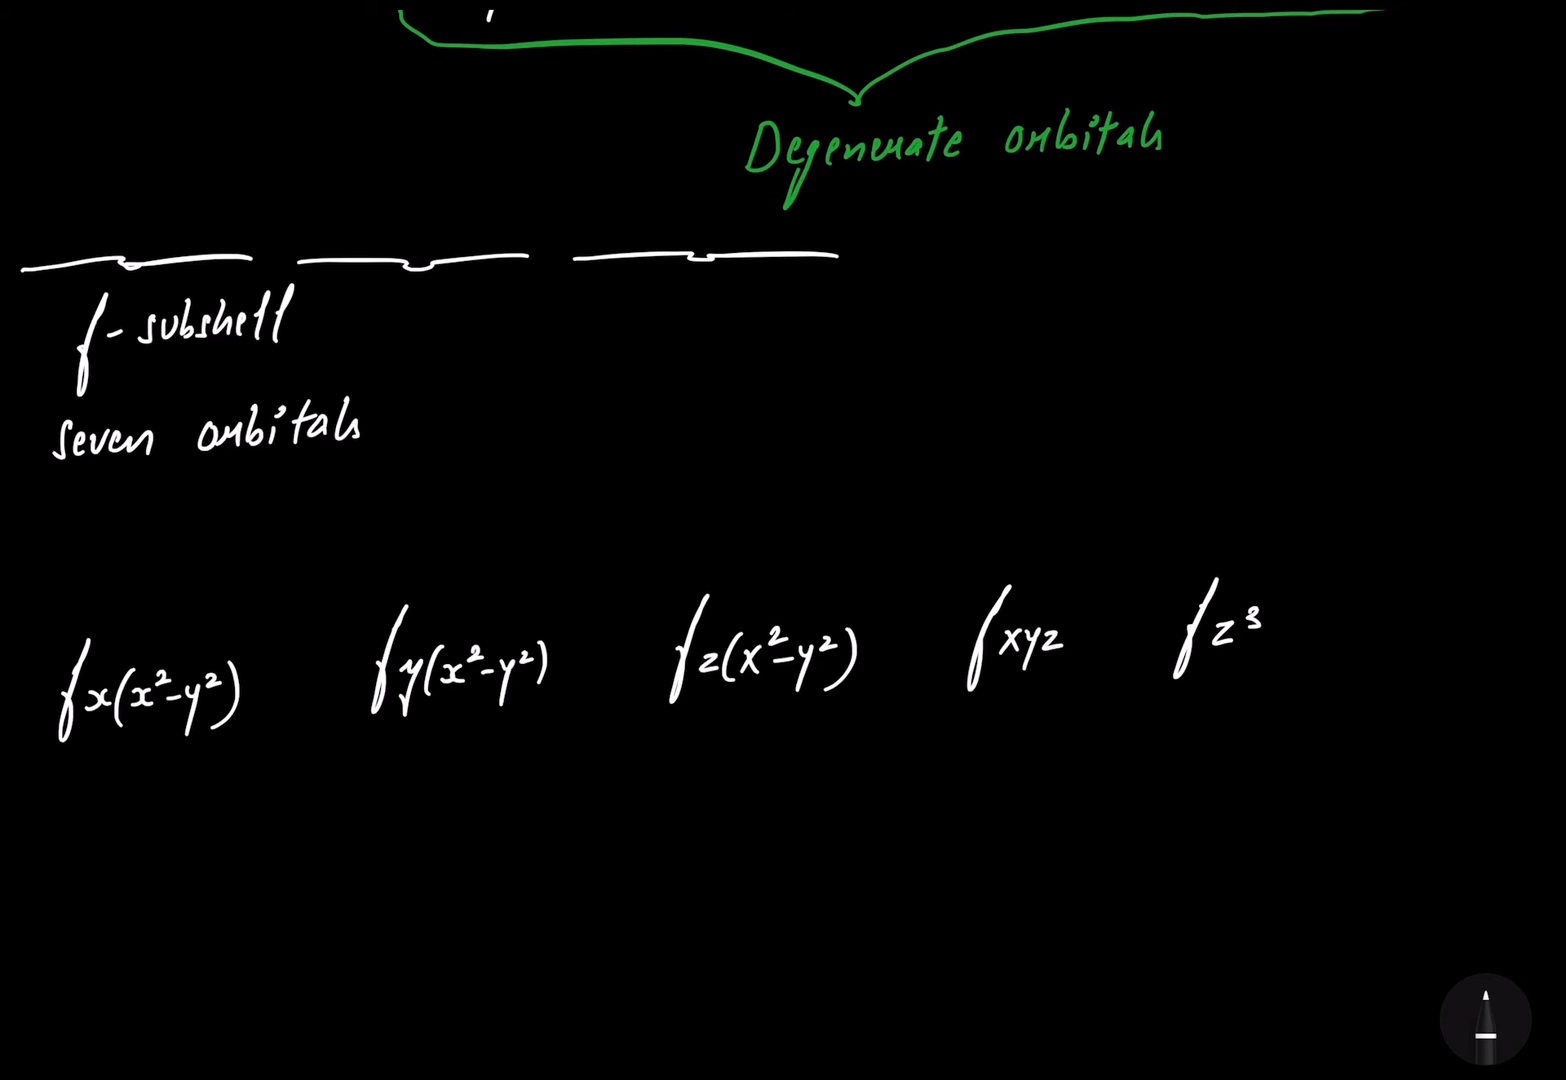 Degenerate orbitals
f-subshell
seven orbitals
fx(x²-y²) fy(x²-y²) fz(x²-y²) fxyz fz³